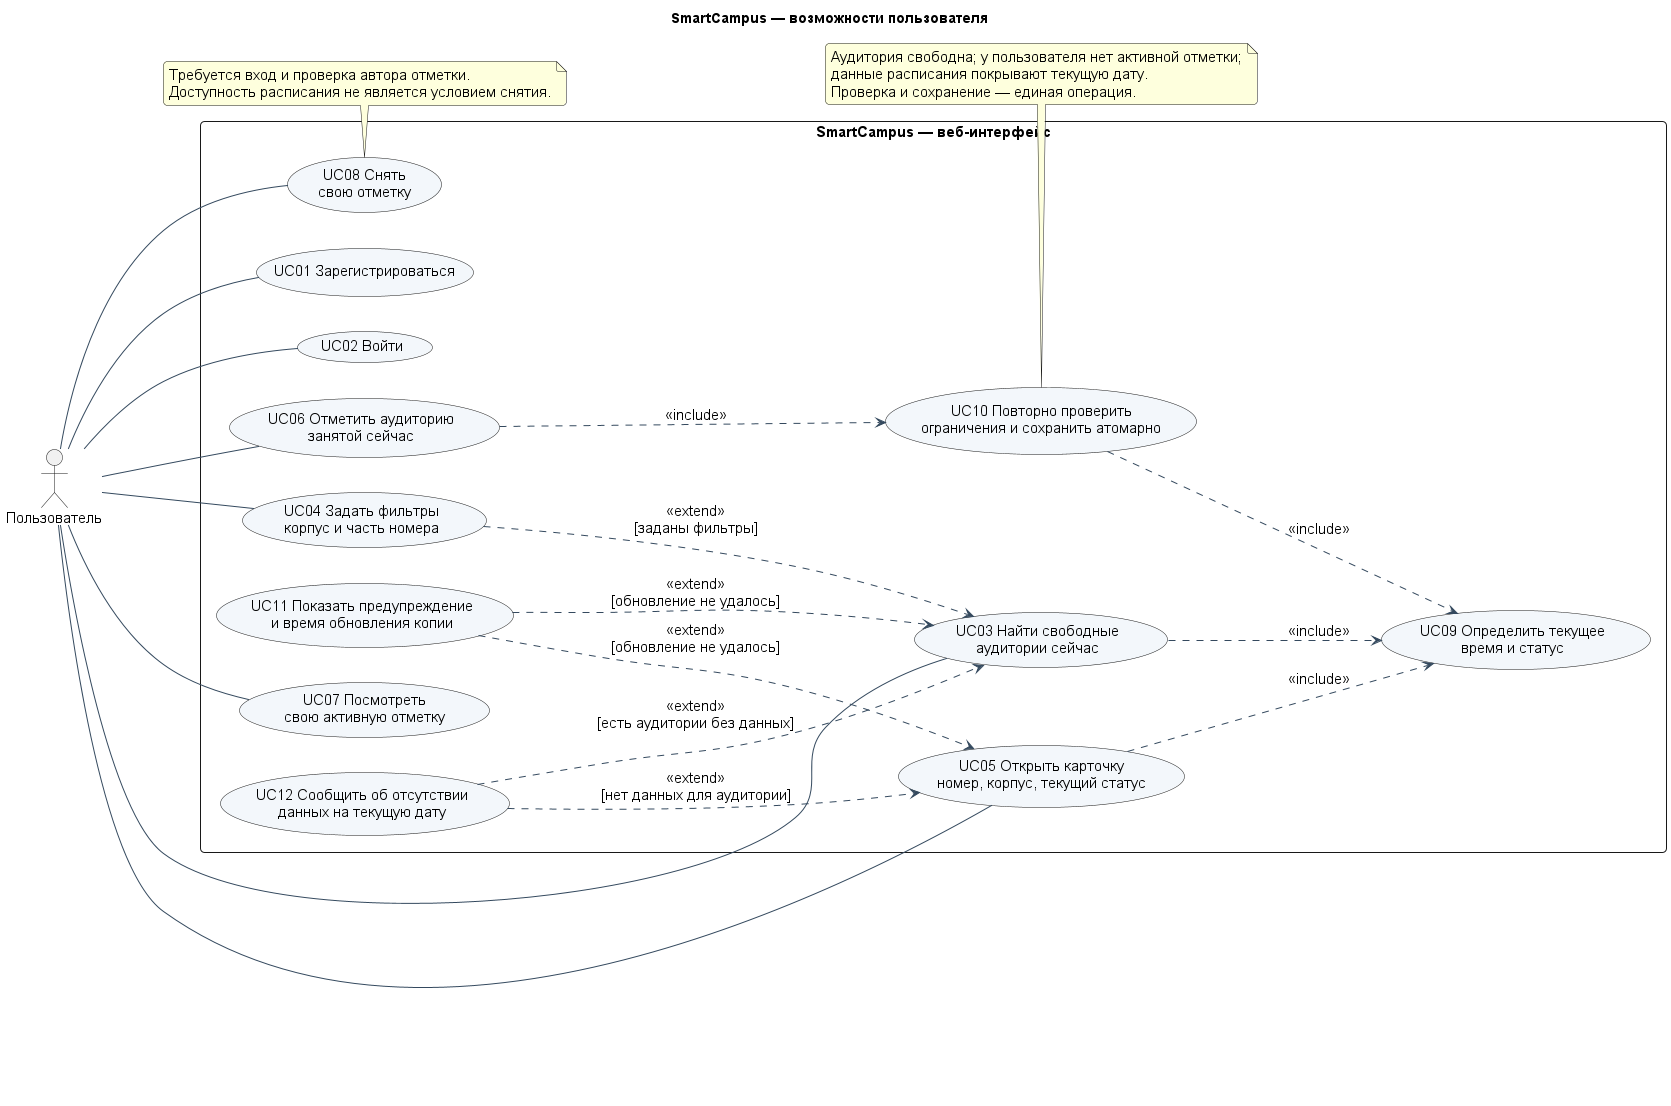 SmartCampus — возможности пользователя
Требуется вход и проверка автора отметки.
Доступность расписания не является условием снятия.
Аудитория свободна; у пользователя нет активной отметки;
данные расписания покрывают текущую дату.
Проверка и сохранение — единая операция.
SmartCampus — веб-интерфейс
UC08 Снять
свою отметку
UC01 Зарегистрироваться
UC02 Войти
UC06 Отметить аудиторию
занятой сейчас
«include»
UC10 Повторно проверить
ограничения и сохранить атомарно
Пользователь
UC04 Задать фильтры
корпус и часть номера
«extend»
[заданы фильтры]
«include»
UC11 Показать предупреждение
и время обновления копии
«extend»
[обновление не удалось]
«extend»
[обновление не удалось]
UC03 Найти свободные
аудитории сейчас
«include»
UC09 Определить текущее
время и статус
«include»
UC07 Посмотреть
свою активную отметку
«extend»
[есть аудитории без данных]
UC12 Сообщить об отсутствии
данных на текущую дату
«extend»
[нет данных для аудитории]
UC05 Открыть карточку
номер, корпус, текущий статус